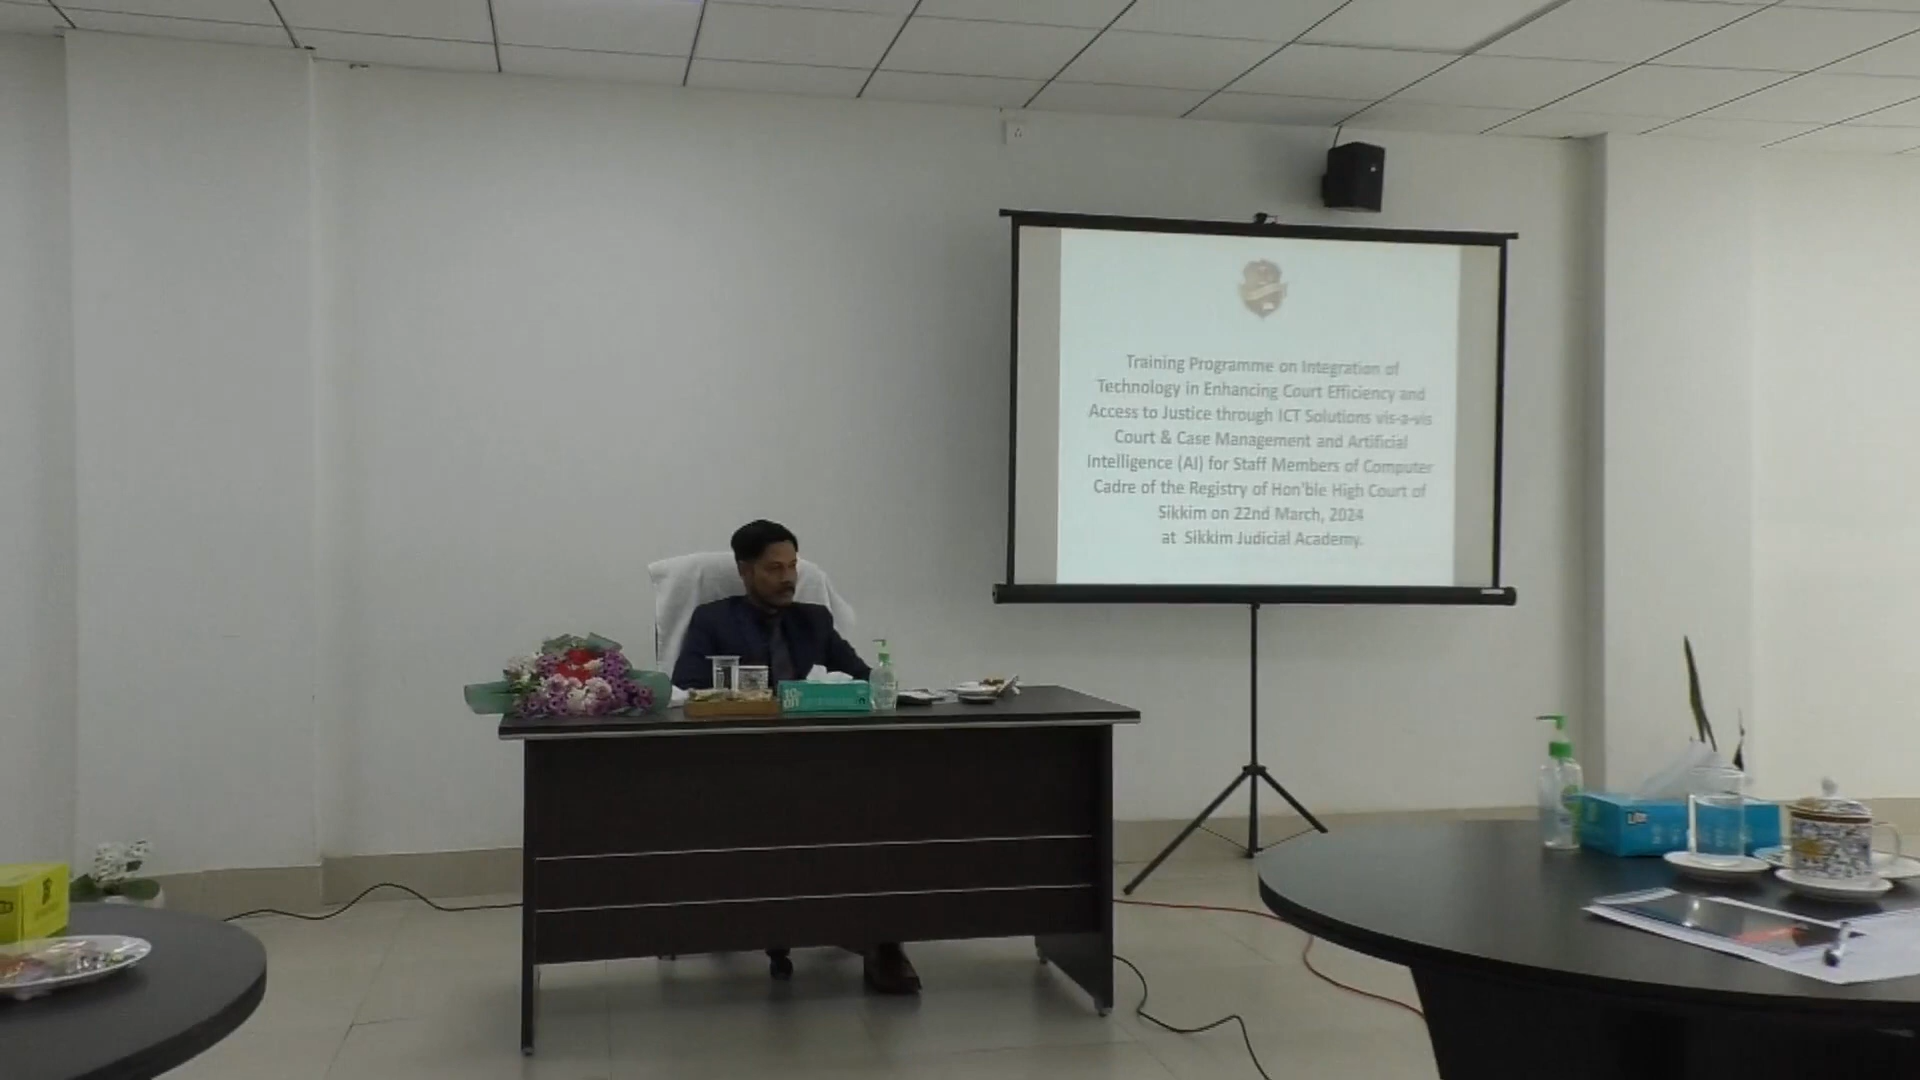 Training Programme on Integration of
Technology in Enhancing Court Efficiency and
Access to Justice through ICT Solutions vis-a-vis
Court & Case Management and Artificial
Intelligence (AI) for Staff Members of Computer
Cadre of the Registry of Hon'ble High Court of
Sikkim on 22nd March, 2024
at Sikkim Judicial Academy.